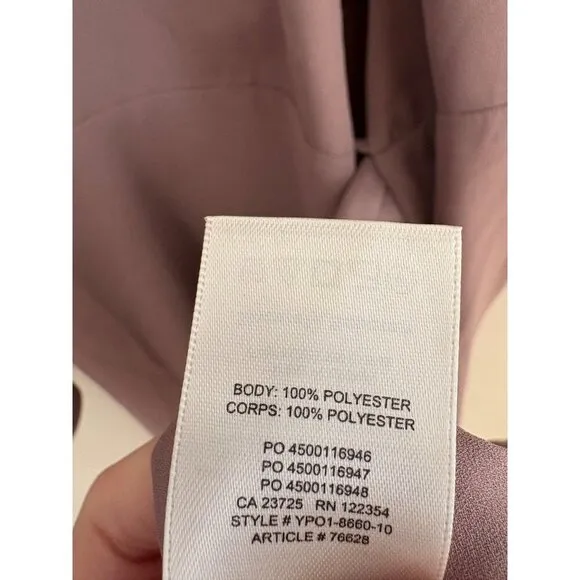 BODY: 100% POLYESTER
CORPS: 100% POLYESTER
PO 4500116946
PO 4500116947
PO 4500116948
CA 23725 RN 122354
STYLE # YPO1-8660-10
ARTICLE # 76628